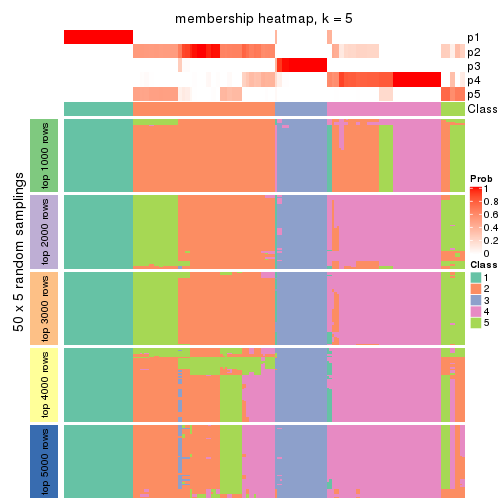 membership heatmap, k = 5
p1
p2
p3
p4
p5
Class
50 x 5 random samplings
top 1000 rows
top 2000 rows
top 3000 rows
top 4000 rows
top 5000 rows
Prob
1
0.8
0.6
0.4
0.2
0
Class
1
2
3
4
5